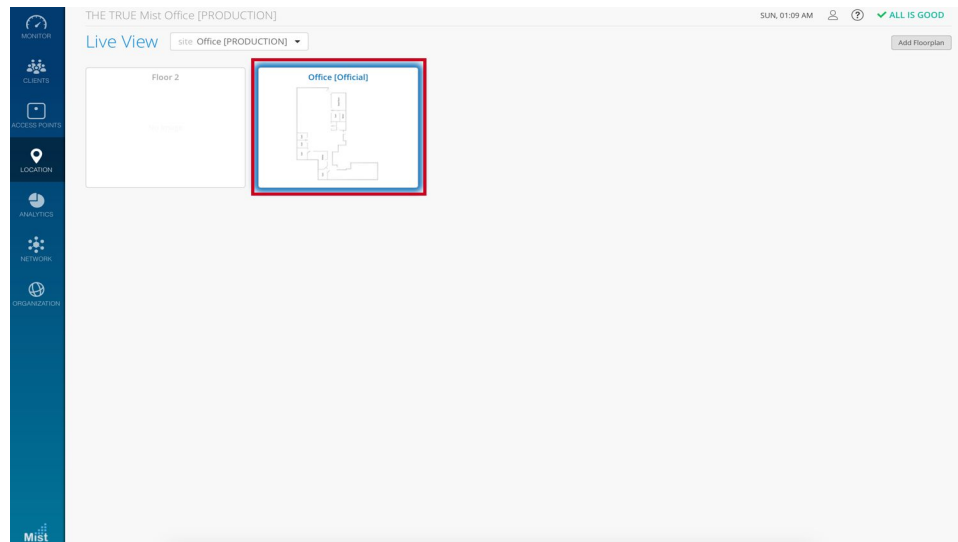 THE TRUE Mist Office [PRODUCTION]
SUN, 01:09 AM
?
ALL IS GOOD
MONITOR
Live View
site Office [PRODUCTION]
Add Floorplan
CLIENTS
Floor 2
Office [Official]
ACCESS POINTS
LOCATION
ANALYTICS
NETWORK
ORGANIZATION
Mist